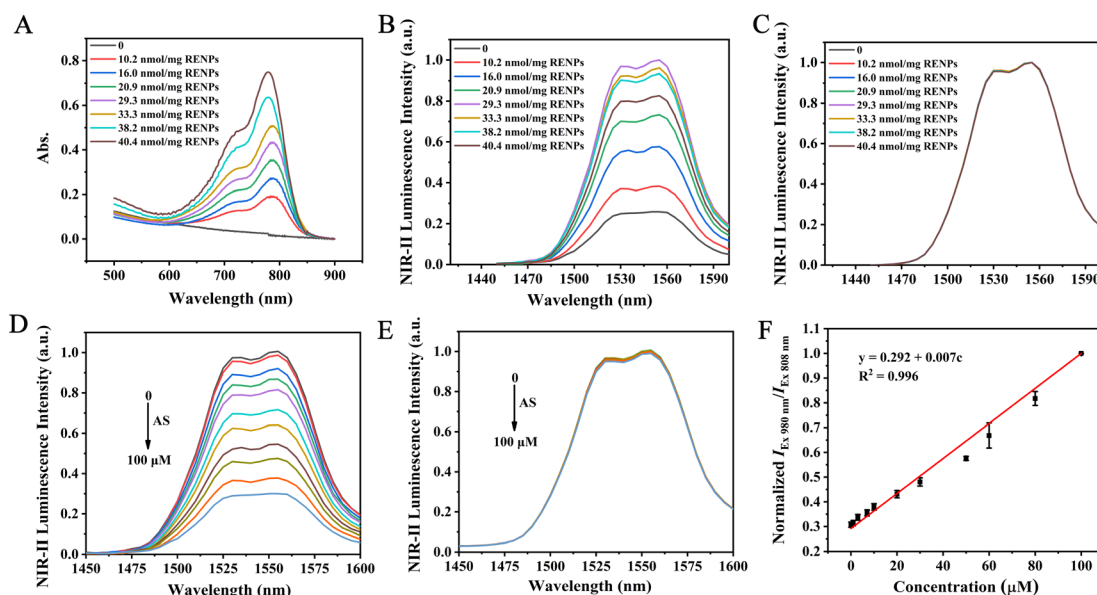 A
0
10.2 nmol/mg RENPs
16.0 nmol/mg RENPs
20.9 nmol/mg RENPs
29.3 nmol/mg RENPs
33.3 nmol/mg RENPs
38.2 nmol/mg RENPs
40.4 nmol/mg RENPs
Abs.
0.8
0.6
0.4
0.2
0.0
500 600 700 800 900
Wavelength (nm)
B
0
10.2 nmol/mg RENPs
16.0 nmol/mg RENPs
20.9 nmol/mg RENPs
29.3 nmol/mg RENPs
33.3 nmol/mg RENPs
38.2 nmol/mg RENPs
40.4 nmol/mg RENPs
NIR-II Luminescence Intensity (a.u.)
1.0
0.8
0.6
0.4
0.2
0.0
1440 1470 1500 1530 1560 1590
Wavelength (nm)
C
0
10.2 nmol/mg RENPs
16.0 nmol/mg RENPs
20.9 nmol/mg RENPs
29.3 nmol/mg RENPs
33.3 nmol/mg RENPs
38.2 nmol/mg RENPs
40.4 nmol/mg RENPs
NIR-II Luminescence Intensity (a.u.)
1.0
0.8
0.6
0.4
0.2
0.0
1440 1470 1500 1530 1560 1590
Wavelength (nm)
D
NIR-II Luminescence Intensity (a.u.)
1.0
0.8
0.6
0.4
0.2
0.0
0
AS
100 μM
1450 1500 1525 1550 1575 1600
Wavelength (nm)
E
NIR-II Luminescence Intensity (a.u.)
1.0
0.8
0.6
0.4
0.2
0.0
0
AS
100 μM
1450 1475 1500 1525 1550 1575 1600
Wavelength (nm)
F
Normalized I Ex 980 nm/I Ex 808 nm
1.1
1.0
0.9
0.8
0.7
0.6
0.5
0.4
0.3
0.2
y = 0.292 + 0.007c
R² = 0.996
0 20 40 60 80 100
Concentration (μM)